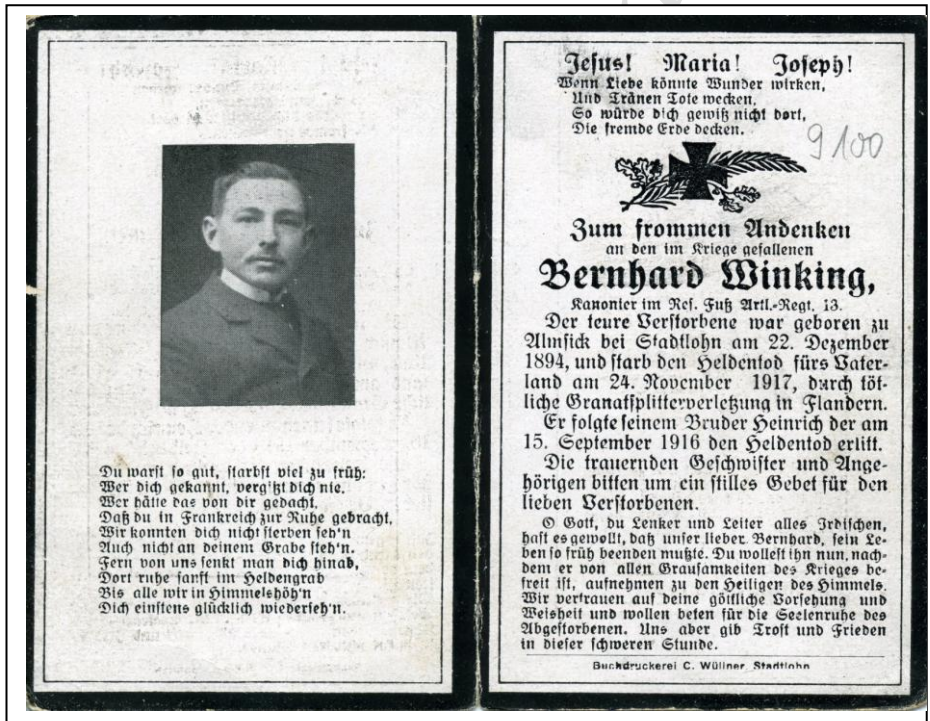 Du warst so gut, starbst viel zu früh:
Wer dich gekannt, vergißt dich nie.
Wer hätte das von dir gedacht,
Daß du in Frankreich zur Ruhe gebracht,
Wir konnten dich nicht sterben seh'n
Auch nicht an deinem Grabe steh'n.
Fern von uns senkt man dich hinab,
Dort ruhe sanft im Heldengrab
Bis alle wir in Himmelshöh'n
Dich einstens glücklich wiederseh'n.
Jesus! Maria! Joseph!
Wenn Liebe könnte Wunder wirken,
Und Tränen Tote wecken,
So würde dich gewiß nicht dort,
Die fremde Erde decken.
9100
Zum frommen Andenken
an den im Kriege gefallenen
Bernhard Winking,
Kanonier im Res. Fuß Artl.-Regt. 13.
Der teure Verstorbene war geboren zu
Almsick bei Stadtlohn am 22. Dezember
1894, und starb den Heldentod fürs Vater-
land am 24. November 1917, durch töt-
liche Granatsplitterverletzung in Flandern.
Er folgte seinem Bruder Heinrich der am
15. September 1916 den Heldentod erlitt.
Die trauernden Geschwister und Ange-
hörigen bitten um ein stilles Gebet für den
lieben Verstorbenen.
O Gott, du Lenker und Leiter alles Irdischen,
hast es gewollt, daß unser lieber Bernhard, sein Le-
ben so früh beenden mußte. Du wollest ihn nun, nach-
dem er von allen Grausamkeiten des Krieges be-
freit ist, aufnehmen zu den Heiligen des Himmels.
Wir vertrauen auf deine göttliche Vorsehung und
Weisheit und wollen beten für die Seelenruhe des
Abgestorbenen. Uns aber gib Trost und Frieden
in dieser schweren Stunde.
Buchdruckerei C. Wüllner, Stadtlohn